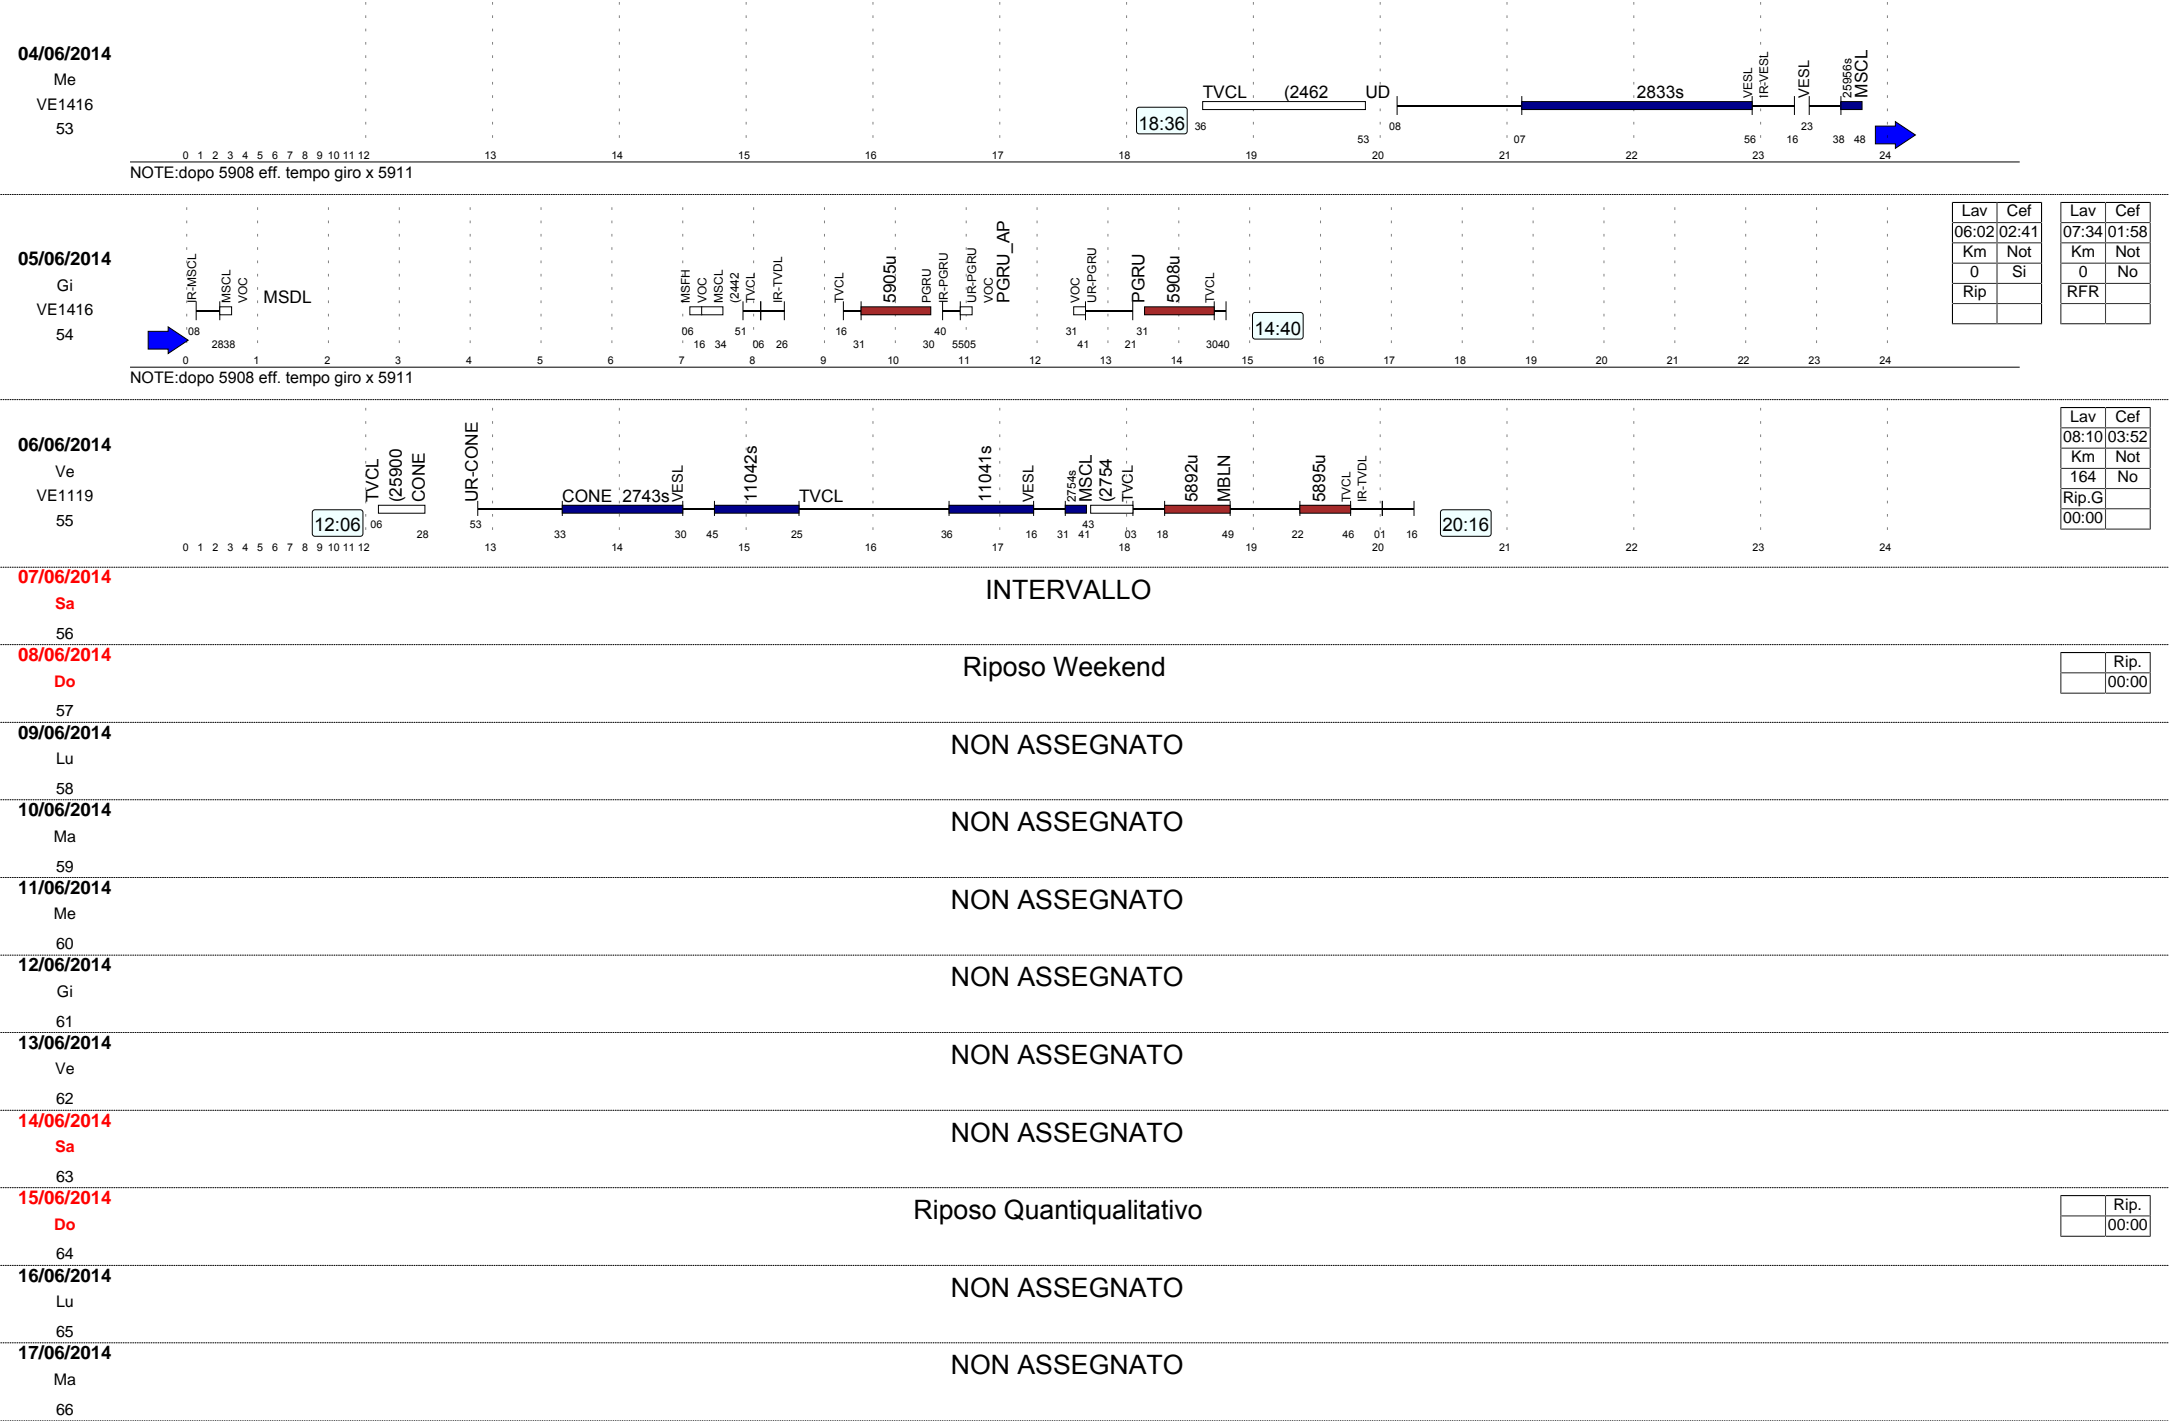 04/06/2014
Me
VE1416
53
18:36
TVCL (2462 UD 2833s VESL IR-VESL VESL 25956s MSCL
36 53 08 07 56 16 23 38 48
0 1 2 3 4 5 6 7 8 9 10 11 12 13 14 15 16 17 18 19 20 21 22 23 24
NOTE:dopo 5908 eff. tempo giro x 5911
05/06/2014
Gi
VE1416
54
IR-MSCL MSCL VOC MSDL MSFH VOC MSCL (2442 TVCL IR-TVDL TVCL 5905u PGRU IR-PGRU UR-PGRU VOC PGRU_AP VOC UR-PGRU PGRU 5908u TVCL
08 2838 06 16 34 51 06 26 16 31 30 40 5505 31 41 21 31 3040
14:40
0 1 2 3 4 5 6 7 8 9 10 11 12 13 14 15 16 17 18 19 20 21 22 23 24
NOTE:dopo 5908 eff. tempo giro x 5911
Lav Cef Lav Cef
06:02 02:41 07:34 01:58
Km Not Km Not
0 Si 0 No
Rip RFR
06/06/2014
Ve
VE1119
55
12:06
TVCL (25900 CONE UR-CONE CONE 2743s VESL 11042s TVCL 11041s VESL 2754s MSCL (2754 TVCL 5892u MBLN 5895u TVCL IR-TVDL
06 28 53 33 30 45 25 36 16 31 41 43 03 18 49 22 46 01 16
20:16
0 1 2 3 4 5 6 7 8 9 10 11 12 13 14 15 16 17 18 19 20 21 22 23 24
Lav Cef
08:10 03:52
Km Not
164 No
Rip.G
00:00
07/06/2014
Sa
56
INTERVALLO
08/06/2014
Do
57
Riposo Weekend
Rip.
00:00
09/06/2014
Lu
58
NON ASSEGNATO
10/06/2014
Ma
59
NON ASSEGNATO
11/06/2014
Me
60
NON ASSEGNATO
12/06/2014
Gi
61
NON ASSEGNATO
13/06/2014
Ve
62
NON ASSEGNATO
14/06/2014
Sa
63
NON ASSEGNATO
15/06/2014
Do
64
Riposo Quantiqualitativo
Rip.
00:00
16/06/2014
Lu
65
NON ASSEGNATO
17/06/2014
Ma
66
NON ASSEGNATO